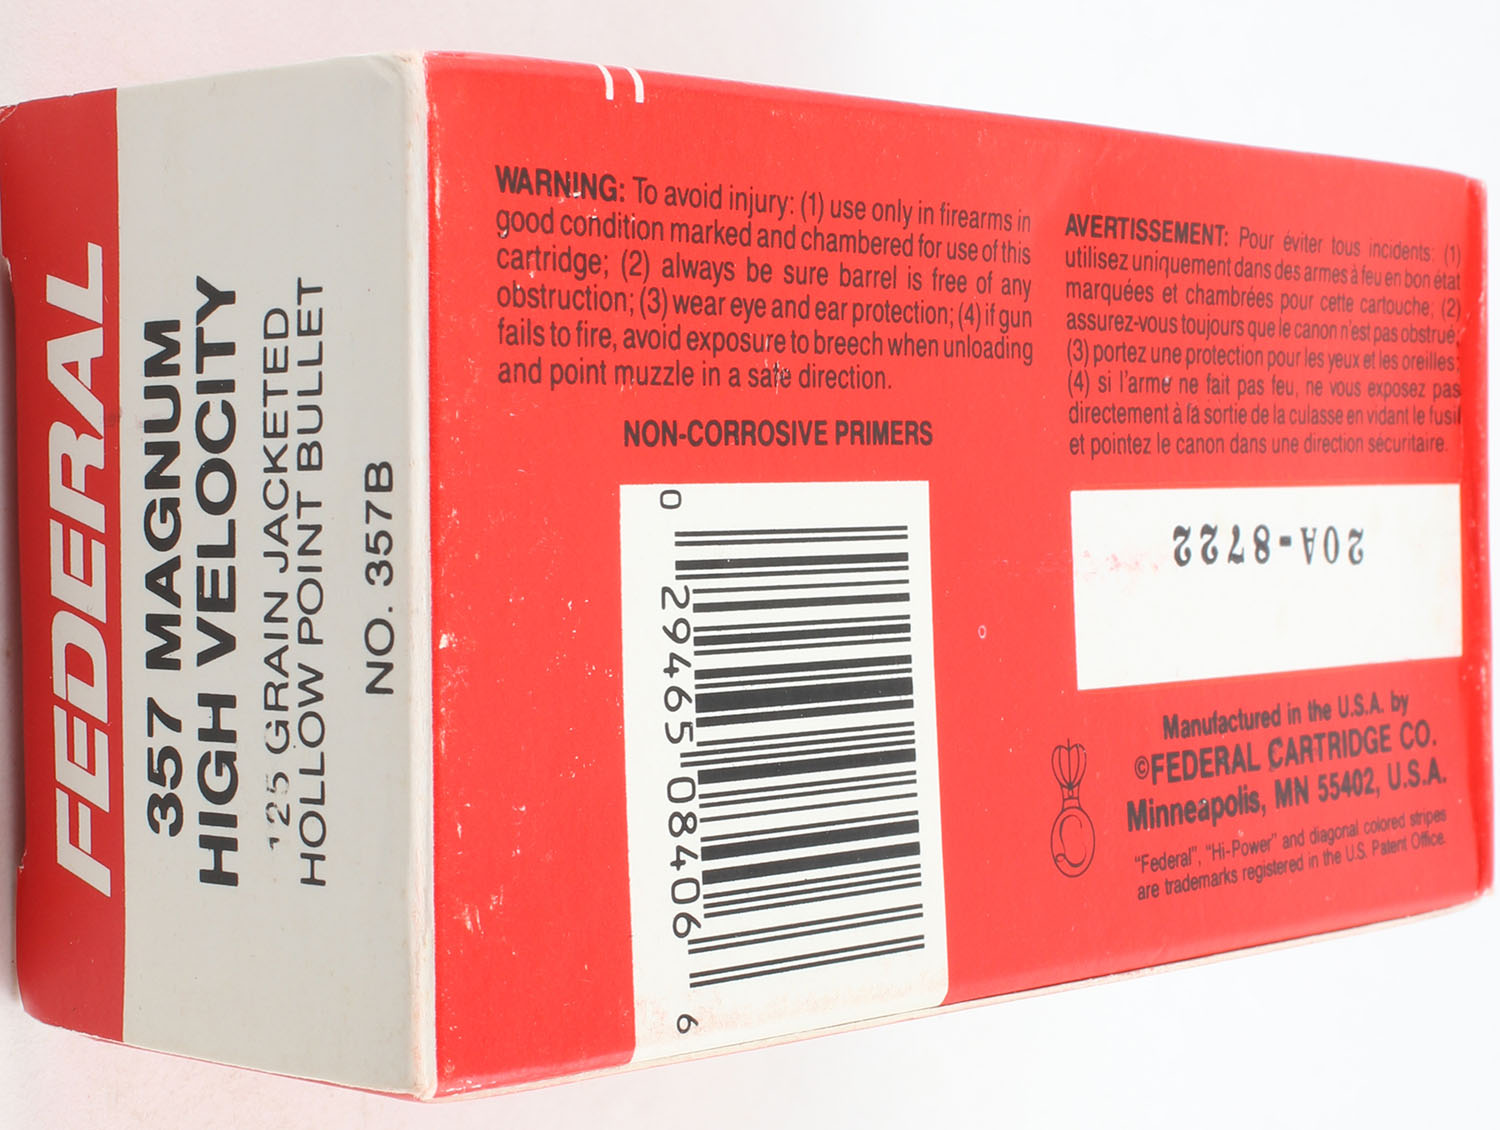 FEDERAL
357 MAGNUM
HIGH VELOCITY
125 GRAIN JACKETED
HOLLOW POINT BULLET
NO. 357B
WARNING: To avoid injury: (1) use only in firearms in
good condition marked and chambered for use of this
cartridge; (2) always be sure barrel is free of any
obstruction; (3) wear eye and ear protection; (4) if gun
fails to fire, avoid exposure to breech when unloading
and point muzzle in a safe direction.
NON-CORROSIVE PRIMERS
0 29465 08406 6
AVERTISSEMENT: Pour éviter tous incidents: (1)
utilisez uniquement dans des armes à feu en bon état
marquées et chambrées pour cette cartouche; (2)
assurez-vous toujours que le canon n'est pas obstrué;
(3) portez une protection pour les yeux et les oreilles;
(4) si l'arme ne fait pas feu, ne vous exposez pas
directement à la sortie de la culasse en vidant le fusil
et pointez le canon dans une direction sécuritaire.
20A-8722
Manufactured in the U.S.A. by
©FEDERAL CARTRIDGE CO.
Minneapolis, MN 55402, U.S.A.
"Federal", "Hi-Power" and diagonal colored stripes
are trademarks registered in the U.S. Patent Office.